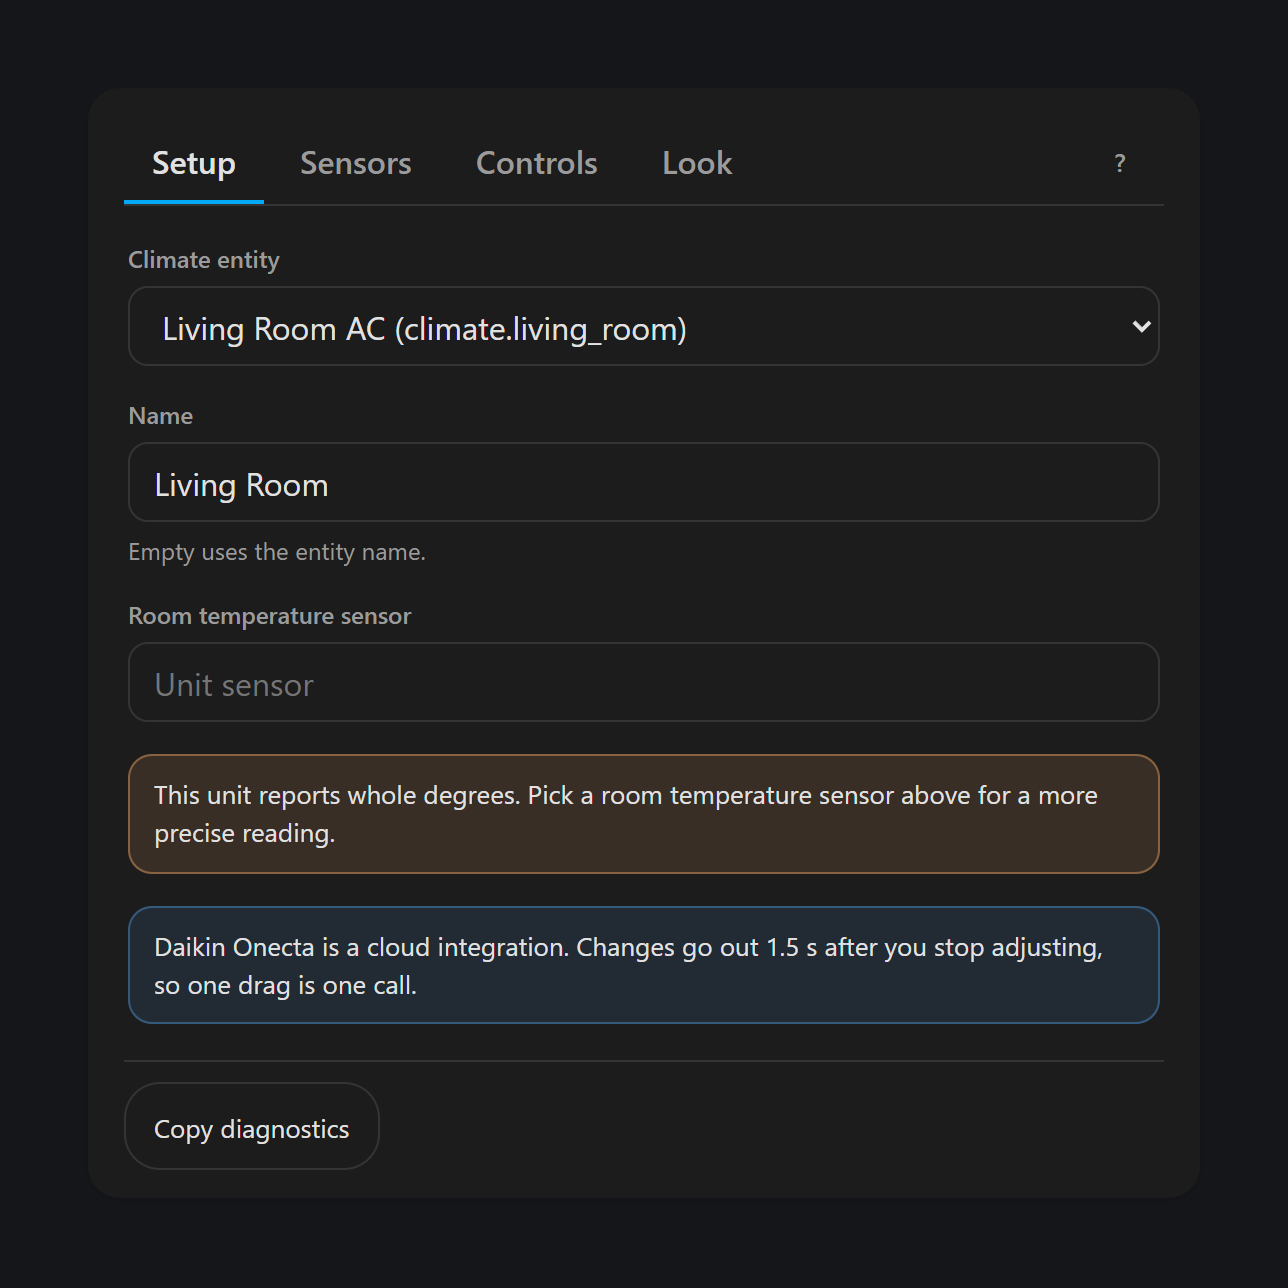 Setup Sensors Controls Look ?
Climate entity
Living Room AC (climate.living_room)
Name
Living Room
Empty uses the entity name.
Room temperature sensor
Unit sensor
This unit reports whole degrees. Pick a room temperature sensor above for a more
precise reading.
Daikin Onecta is a cloud integration. Changes go out 1.5 s after you stop adjusting,
so one drag is one call.
Copy diagnostics